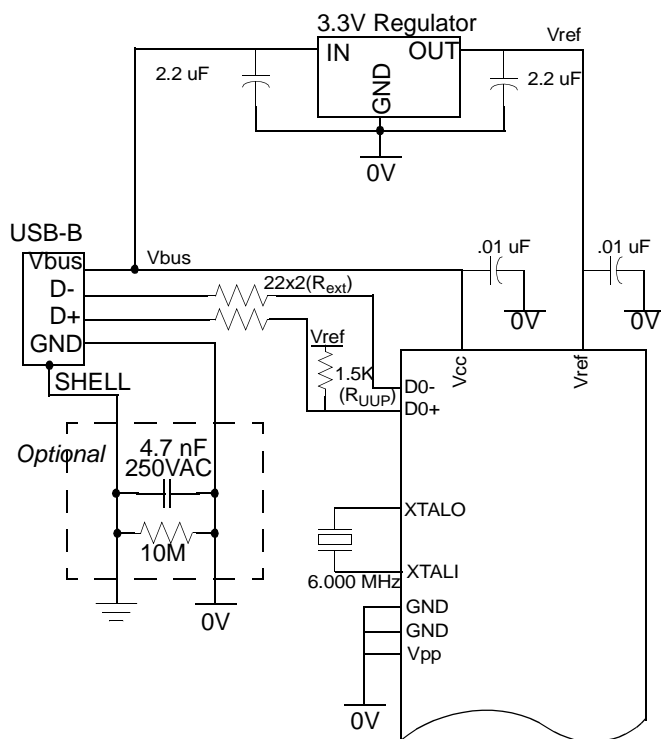 3.3V Regulator
IN
OUT
GND
Vref
2.2 uF
2.2 uF
0V
USB-B
Vbus
D-
D+
GND
SHELL
Vbus
.01 uF
0V
.01 uF
0V
22x2(Rext)
Vref
1.5K
(RUUP)
Vcc
Vref
D0-
D0+
Optional
4.7 nF
250VAC
10M
0V
XTALO
XTALI
6.000 MHz
GND
GND
Vpp
0V